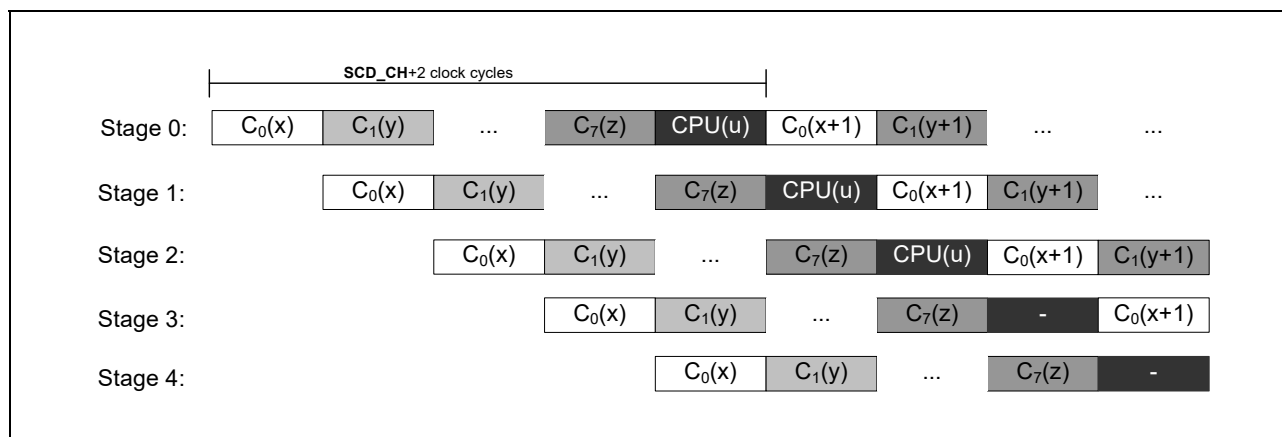 SCD_CH+2 clock cycles
Stage 0: C₀(x) C₁(y) ... C₇(z) CPU(u) C₀(x+1) C₁(y+1) ... ...
Stage 1: C₀(x) C₁(y) ... C₇(z) CPU(u) C₀(x+1) C₁(y+1) ...
Stage 2: C₀(x) C₁(y) ... C₇(z) CPU(u) C₀(x+1) C₁(y+1)
Stage 3: C₀(x) C₁(y) ... C₇(z) - C₀(x+1)
Stage 4: C₀(x) C₁(y) ... C₇(z) -